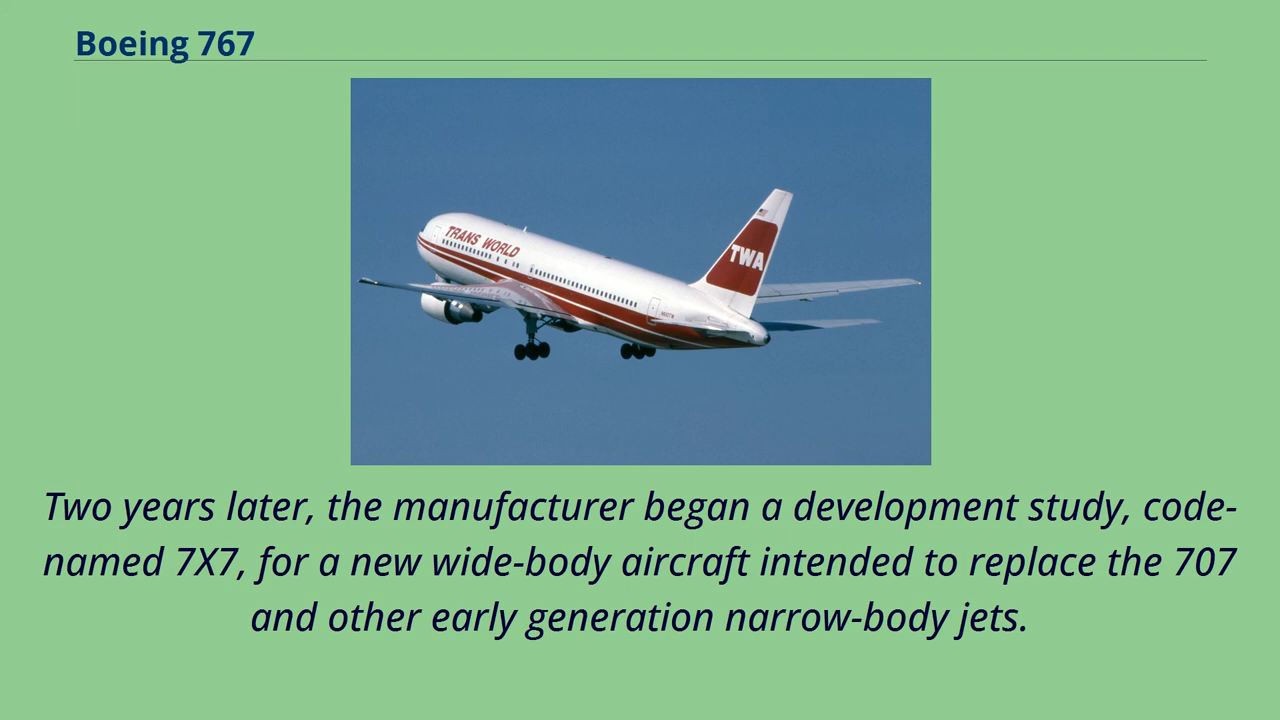 Boeing 767
TRANS WORLD
TWA
Two years later, the manufacturer began a development study, code-
named 7X7, for a new wide-body aircraft intended to replace the 707
and other early generation narrow-body jets.